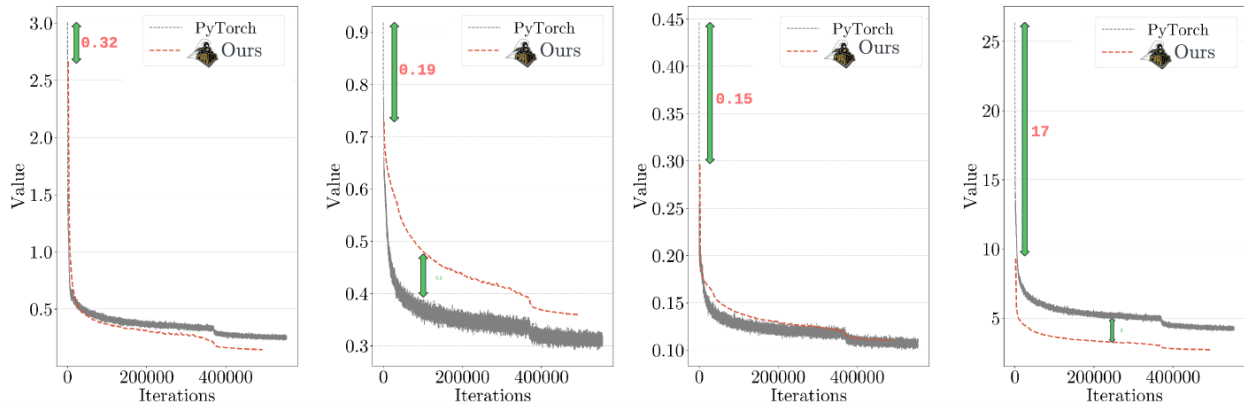 PyTorch
Ours
0.32
3.0
2.5
2.0
1.5
1.0
0.5
Value
0
200000
400000
Iterations
PyTorch
Ours
0.19
0.9
0.8
0.7
0.6
0.5
0.4
0.3
Value
0
200000
400000
Iterations
PyTorch
Ours
0.15
0.45
0.40
0.35
0.30
0.25
0.20
0.15
0.10
Value
0
200000
400000
Iterations
PyTorch
Ours
17
25
20
15
10
5
Value
0
200000
400000
Iterations